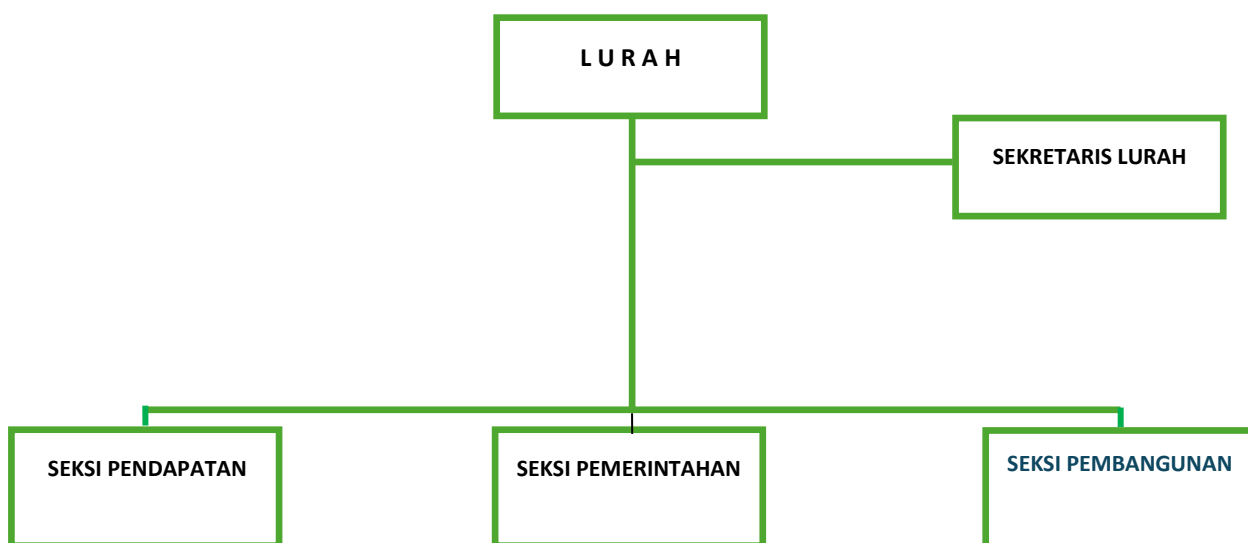 L U R A H
SEKRETARIS LURAH
SEKSI PENDAPATAN
SEKSI PEMERINTAHAN
SEKSI PEMBANGUNAN